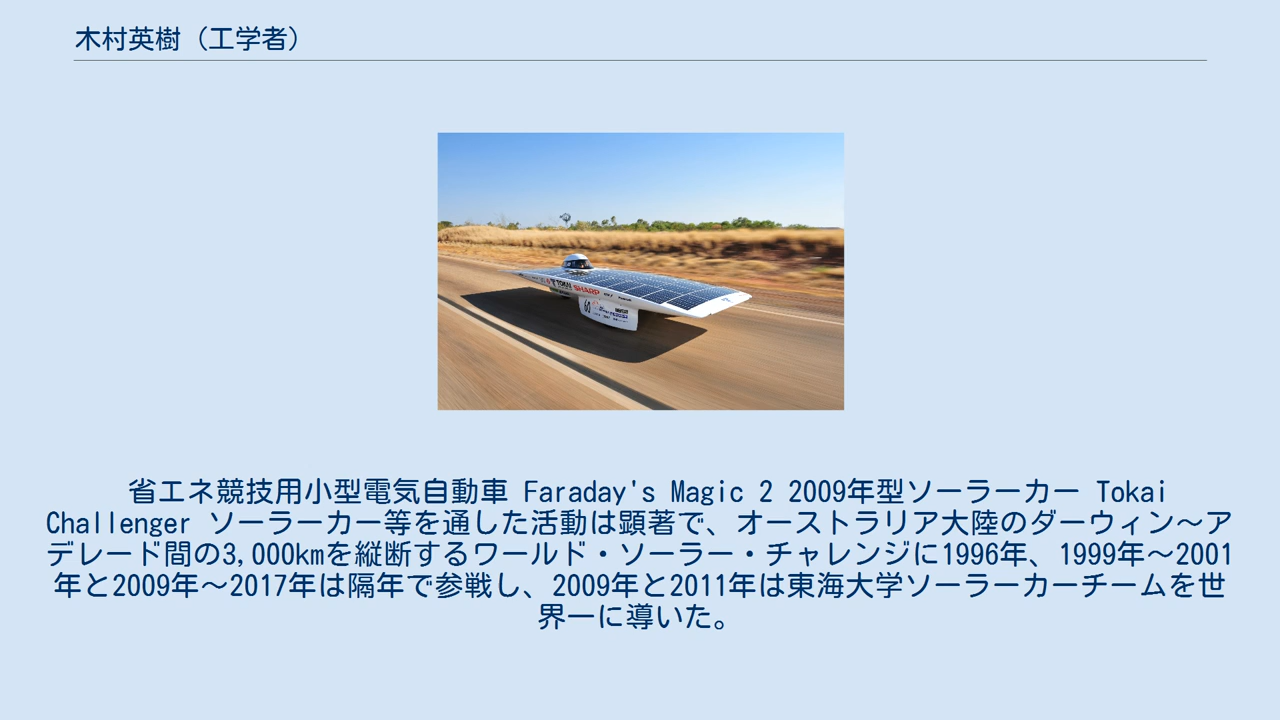 木村英樹（工学者）
TOKAI SHARP
省エネ競技用小型電気自動車 Faraday's Magic 2 2009年型ソーラーカー Tokai
Challenger ソーラーカー等を通した活動は顕著で、オーストラリア大陸のダーウィン〜ア
デレード間の3,000kmを縦断するワールド・ソーラー・チャレンジに1996年、1999年〜2001
年と2009年〜2017年は隔年で参戦し、2009年と2011年は東海大学ソーラーカーチームを世
界一に導いた。